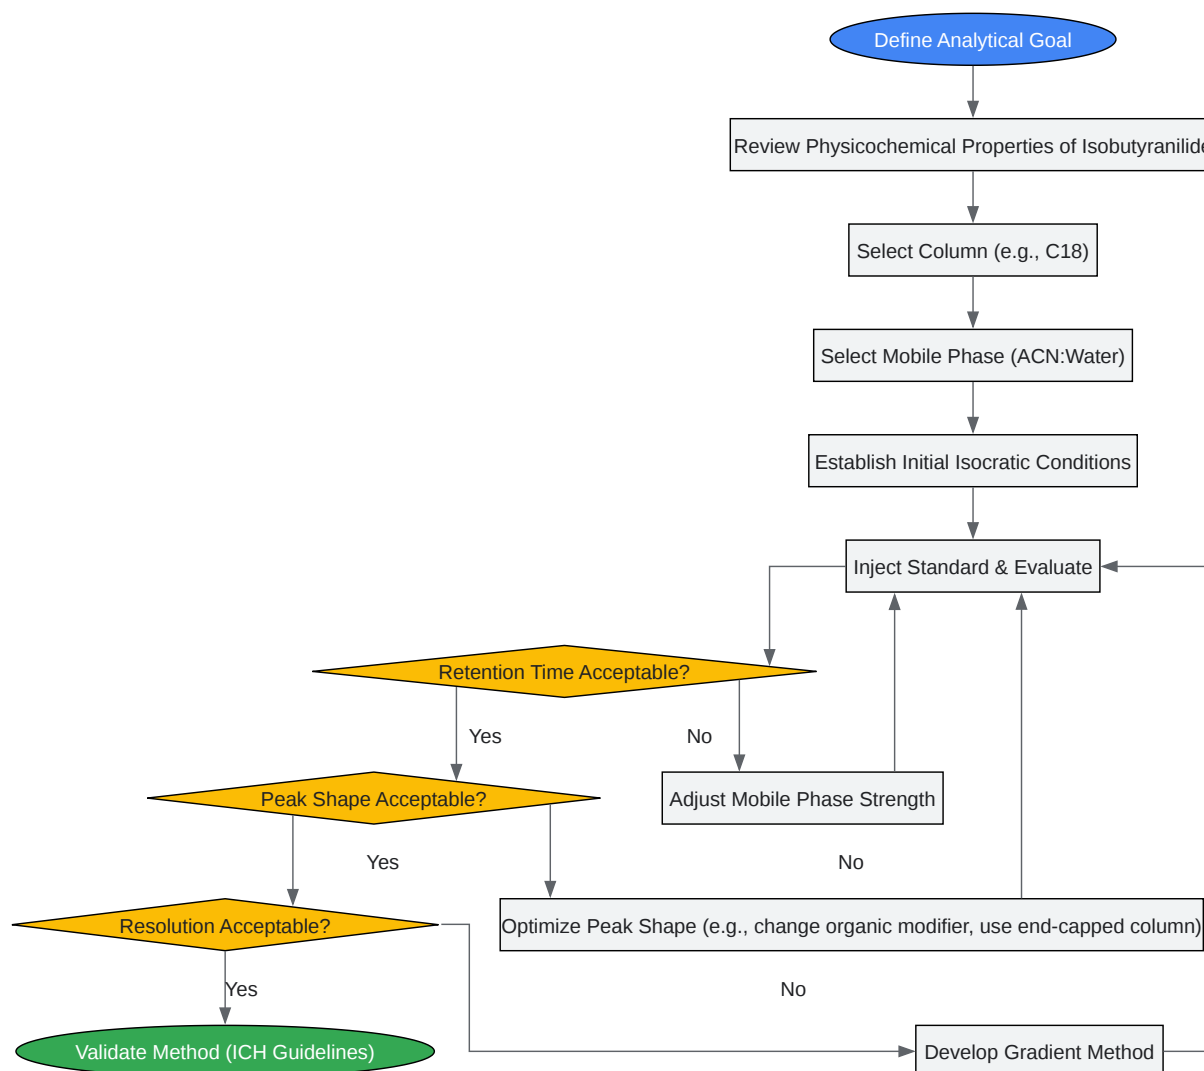 Define Analytical Goal
Review Physicochemical Properties of Isobutyranilide
Select Column (e.g., C18)
Select Mobile Phase (ACN:Water)
Establish Initial Isocratic Conditions
Inject Standard & Evaluate
Retention Time Acceptable?
Yes
No
Peak Shape Acceptable?
Adjust Mobile Phase Strength
Yes
No
Resolution Acceptable?
Optimize Peak Shape (e.g., change organic modifier, use end-capped column)
Yes
No
Validate Method (ICH Guidelines)
Develop Gradient Method